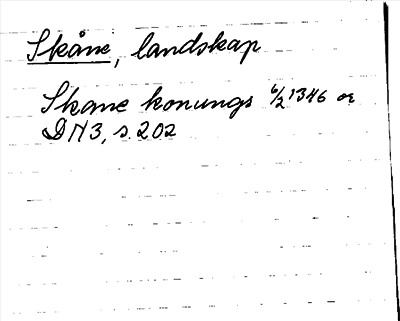 Skåne, landskap
Skane konungs 6/2 1346 or
DN3, s. 202